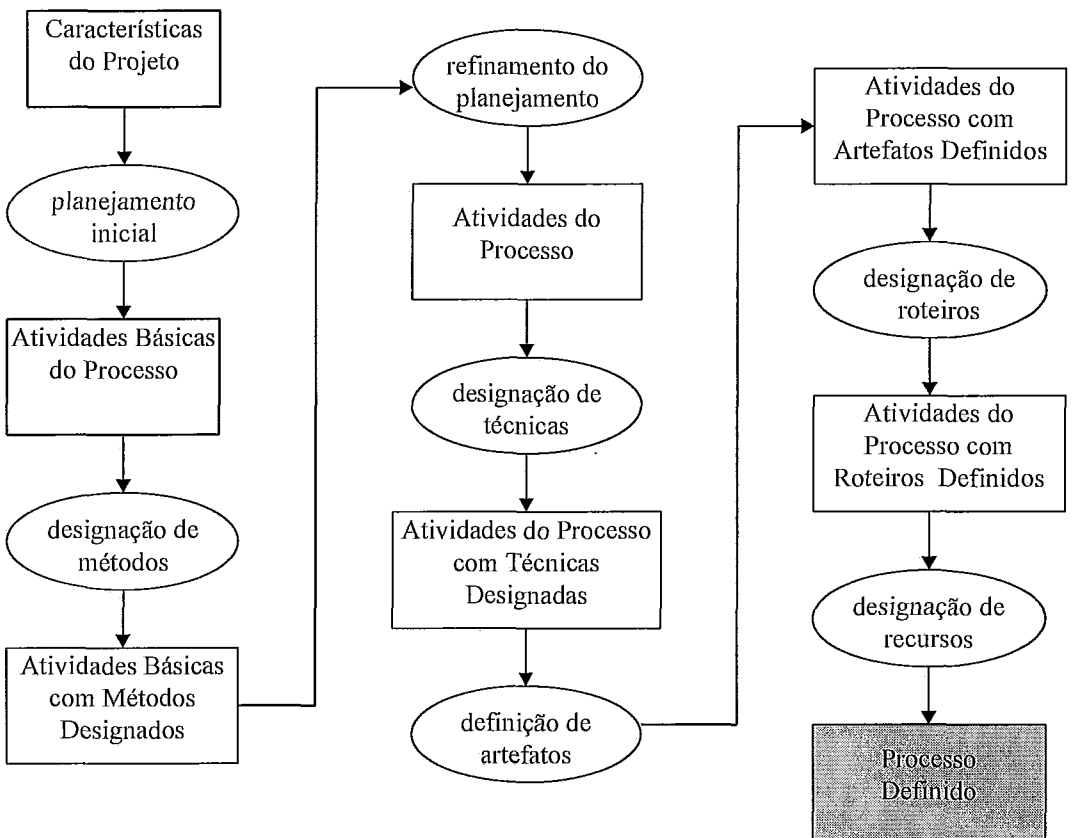 Características
do Projeto
planejamento
inicial
Atividades Básicas
do Processo
designação de
métodos
Atividades Básicas
com Métodos
Designados
refinamento do
planejamento
Atividades do
Processo
designação de
técnicas
Atividades do Processo
com Técnicas
Designadas
definição de
artefatos
Atividades do
Processo com
Artefatos Definidos
designação de
roteiros
Atividades do
Processo com
Roteiros Definidos
designação de
recursos
Processo
Definido